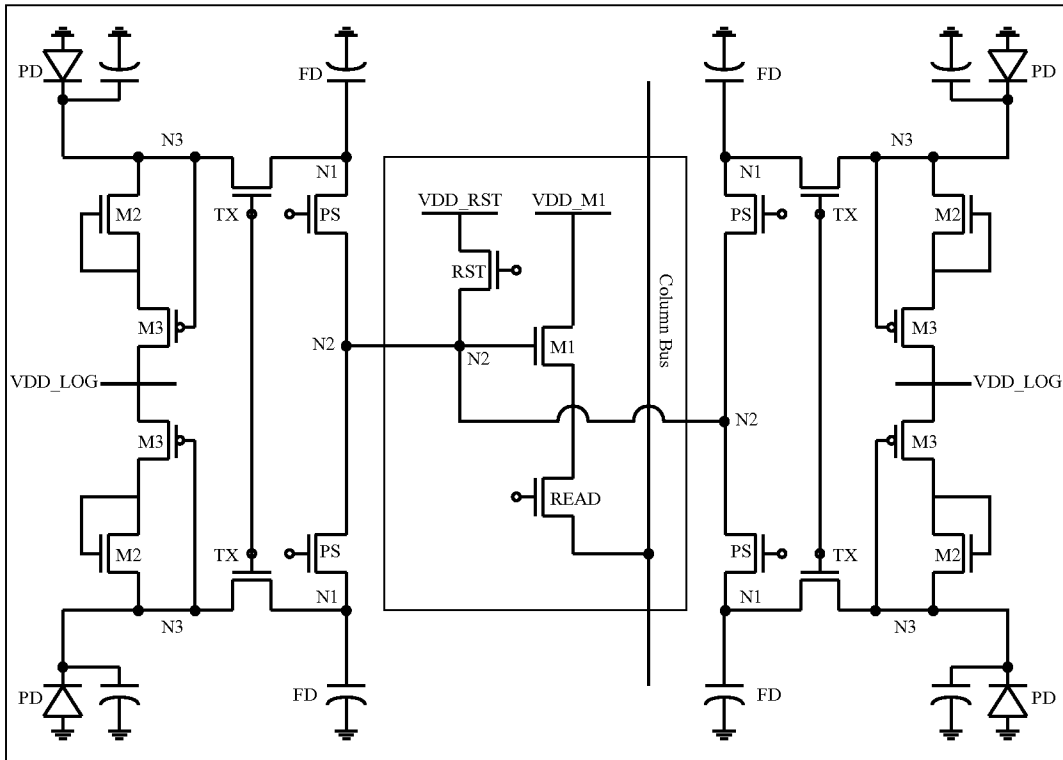 PD
FD
FD
PD
N3
N1
N1
N3
VDD_RST
VDD_M1
M2
TX
PS
PS
TX
M2
RST
Column Bus
M3
N2
N2
M1
M3
VDD_LOG
VDD_LOG
N2
M3
M3
READ
M2
TX
PS
PS
TX
M2
N1
N1
N3
N3
PD
FD
FD
PD